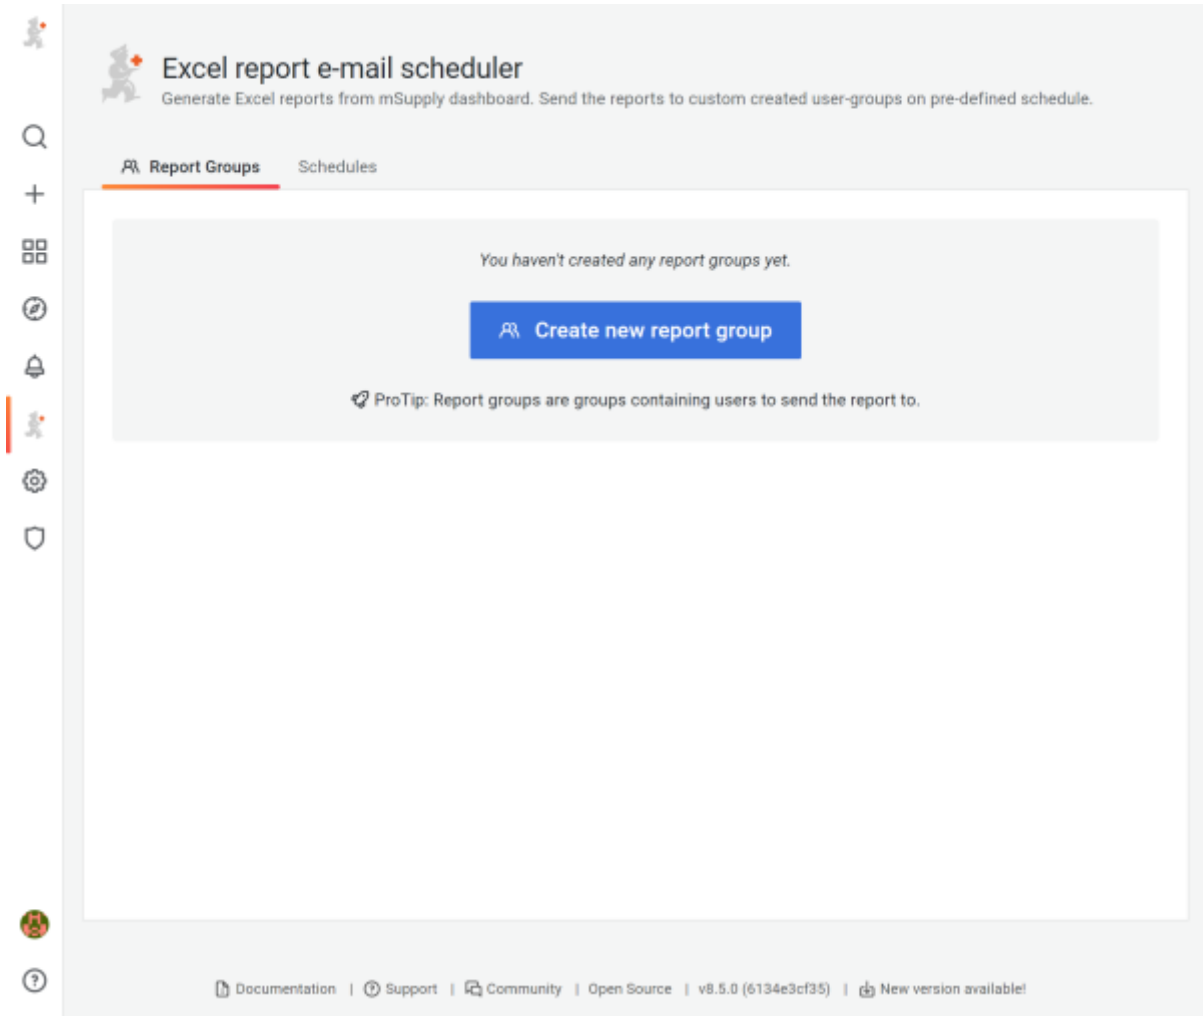 Excel report e-mail scheduler
Generate Excel reports from mSupply dashboard. Send the reports to custom created user-groups on pre-defined schedule.
Report Groups Schedules
You haven't created any report groups yet.
Create new report group
ProTip: Report groups are groups containing users to send the report to.
Documentation | Support | Community | Open Source | v8.5.0 (6134e3cf35) | New version available!